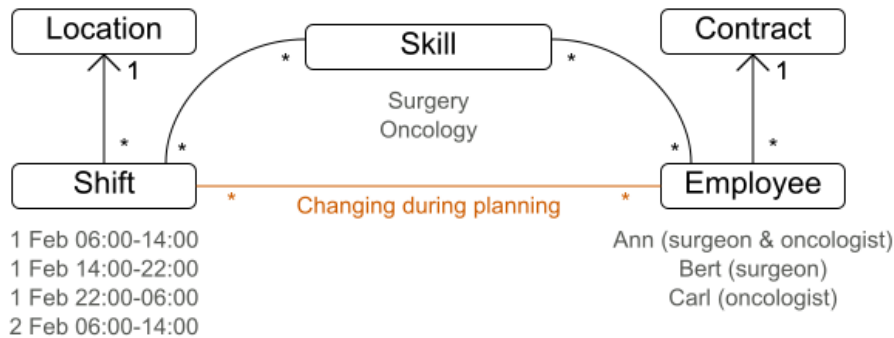 Location
Skill
Contract
1
*
*
1
Surgery
Oncology
*
*
*
*
Shift
Employee
*
Changing during planning
*
1 Feb 06:00-14:00
1 Feb 14:00-22:00
1 Feb 22:00-06:00
2 Feb 06:00-14:00
Ann (surgeon & oncologist)
Bert (surgeon)
Carl (oncologist)